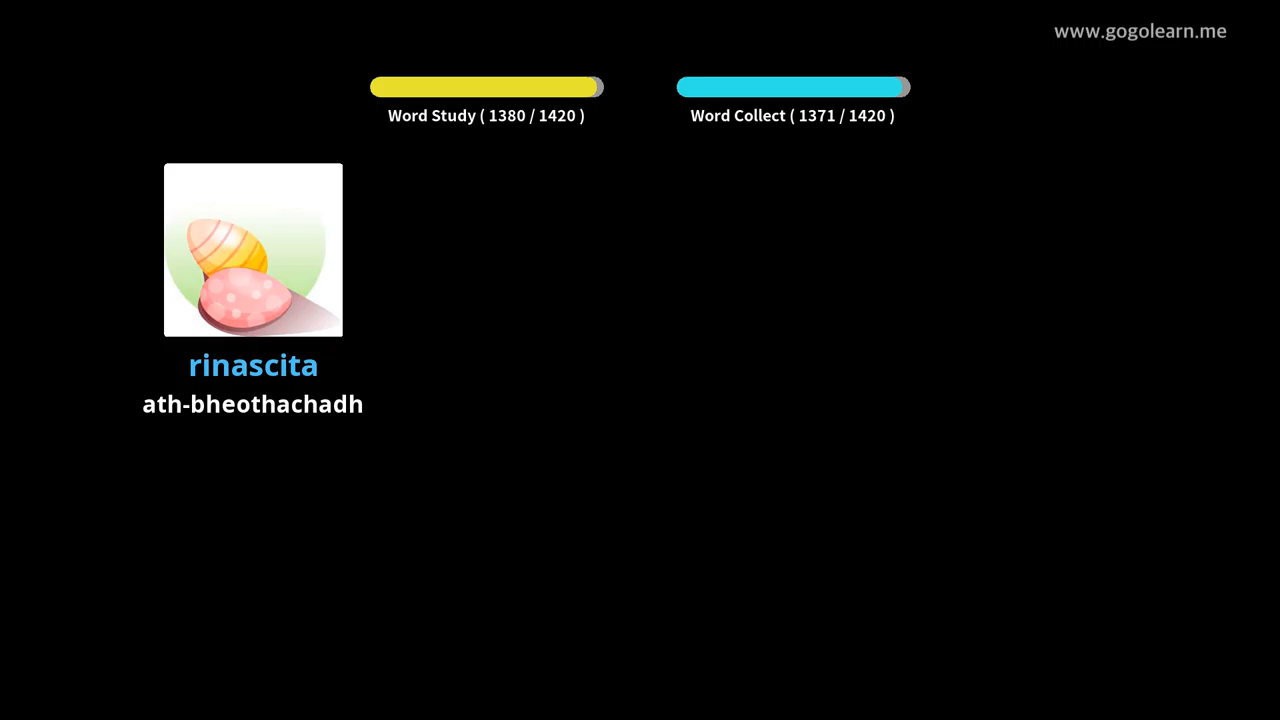 www.gogolearn.me
Word Study ( 1380 / 1420 )
Word Collect ( 1371 / 1420 )
rinascita
ath-bheothachadh